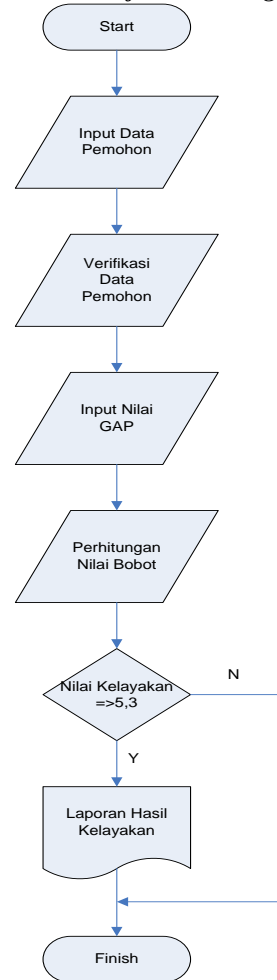 Start
Input Data
Pemohon
Verifikasi
Data
Pemohon
Input Nilai
GAP
Perhitungan
Nilai Bobot
Nilai Kelayakan
=>5,3
N
Y
Laporan Hasil
Kelayakan
Finish